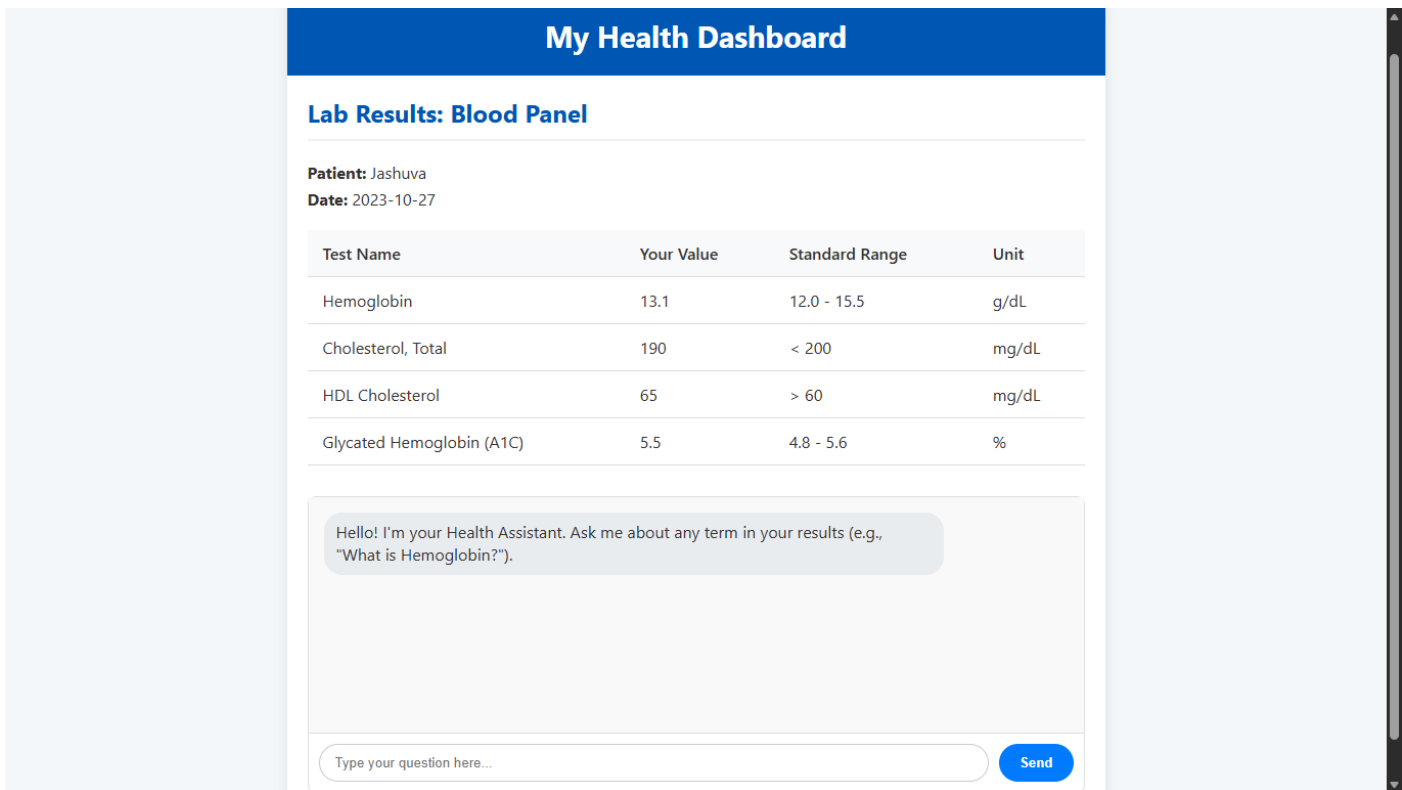 My Health Dashboard
Lab Results: Blood Panel
Patient: Jashuva
Date: 2023-10-27
Test Name Your Value Standard Range Unit
Hemoglobin 13.1 12.0 - 15.5 g/dL
Cholesterol, Total 190 < 200 mg/dL
HDL Cholesterol 65 > 60 mg/dL
Glycated Hemoglobin (A1C) 5.5 4.8 - 5.6 %
Hello! I'm your Health Assistant. Ask me about any term in your results (e.g.,
"What is Hemoglobin?").
Type your question here...
Send